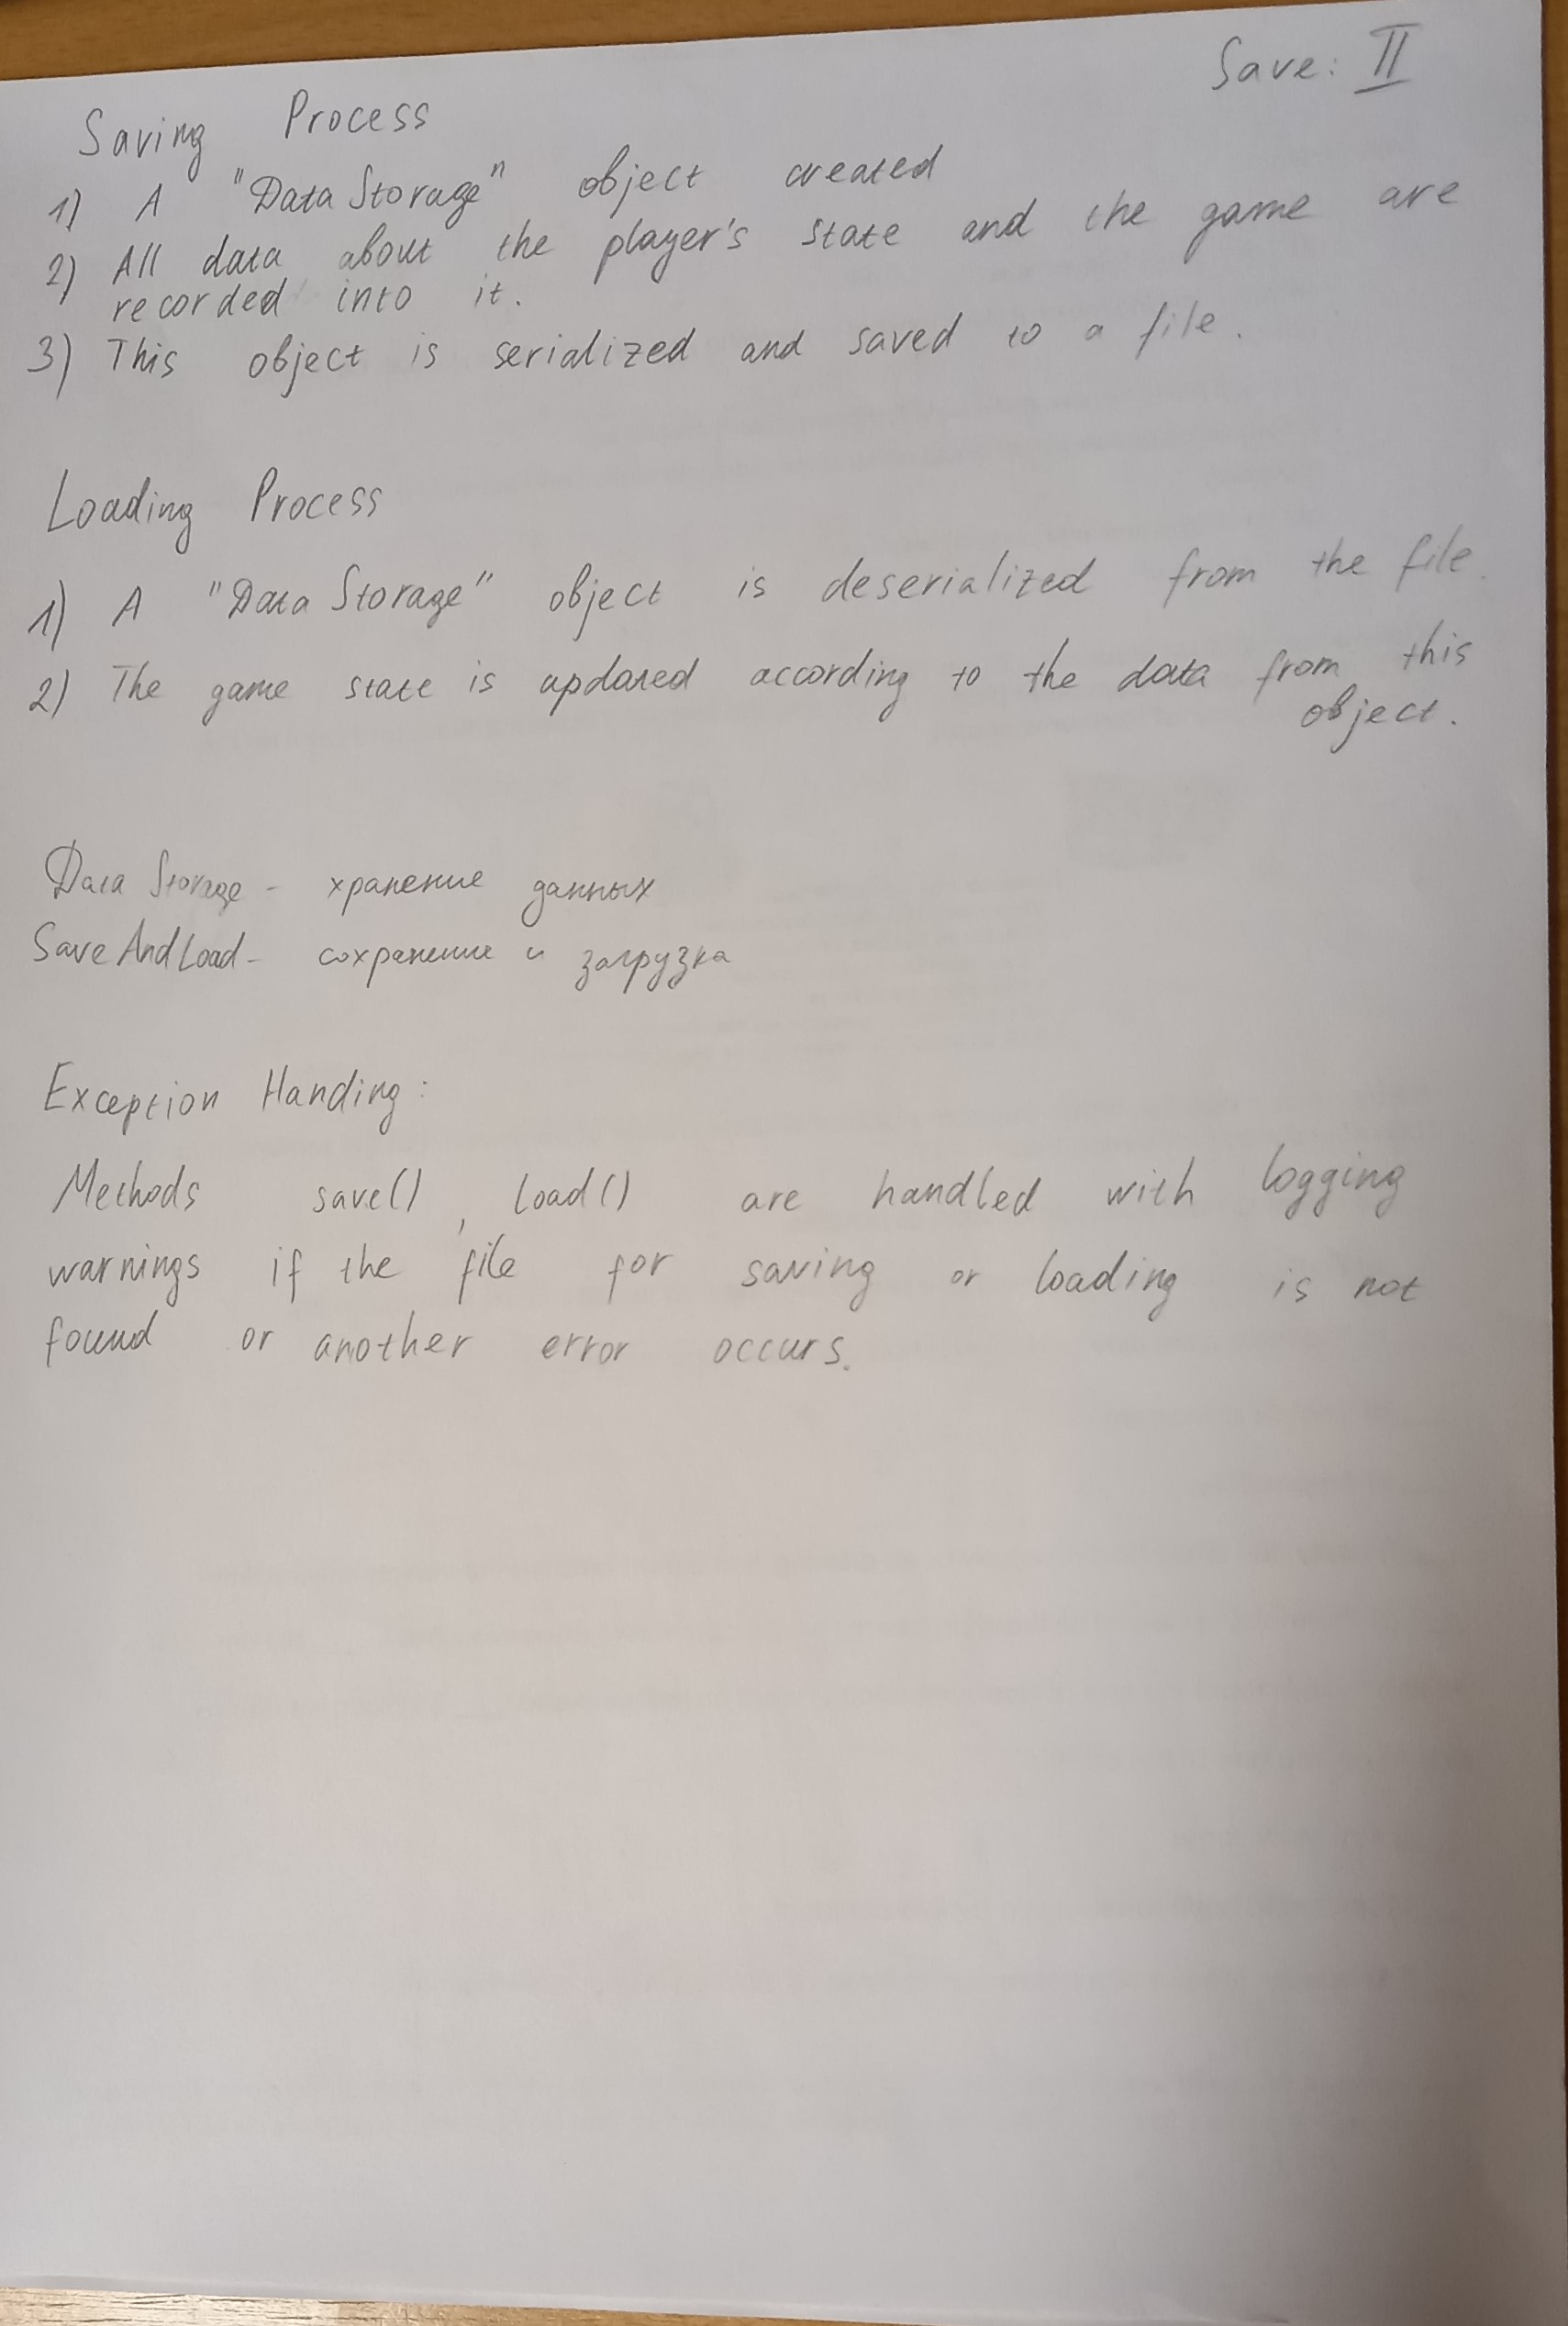 Save: II
Saving Process
1) A "Data Storage" object created
2) All data about the player's state and the game are
recorded into it.
3) This object is serialized and saved to a file.
Loading Process
1) A "Data Storage" object is deserialized from the file.
2) The game state is updated according to the data from this
object.
Data Storage - хранение данных
Save And Load - сохранение и загрузка
Exception Handing:
Methods save() , load() are handled with logging
warnings if the file for saving or loading is not
found or another error occurs.